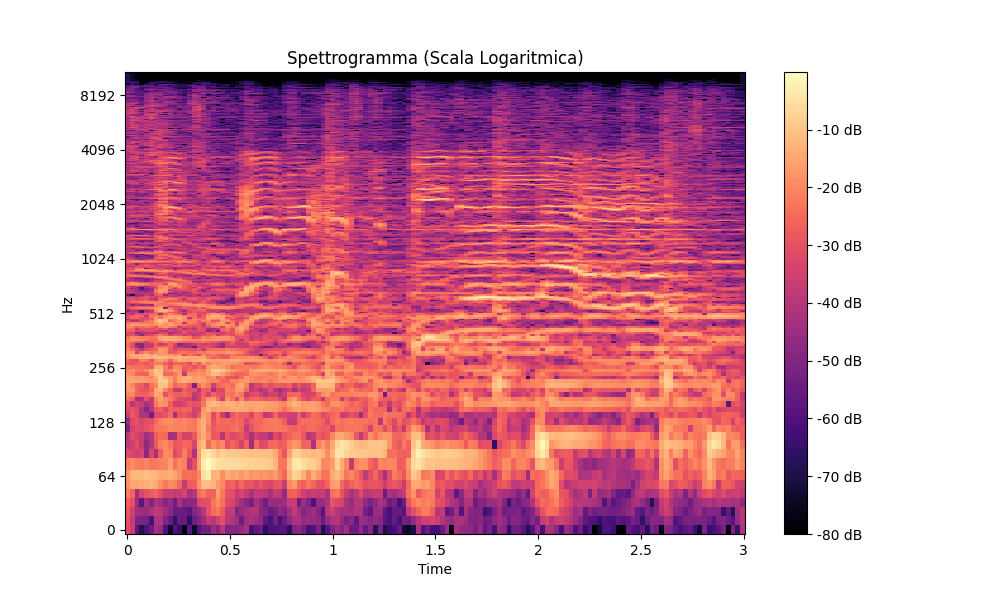 Spettrogramma (Scala Logaritmica)
8192
4096
2048
1024
512
256
128
64
0
Hz
0
0.5
1
1.5
2
2.5
3
Time
-10 dB
-20 dB
-30 dB
-40 dB
-50 dB
-60 dB
-70 dB
-80 dB